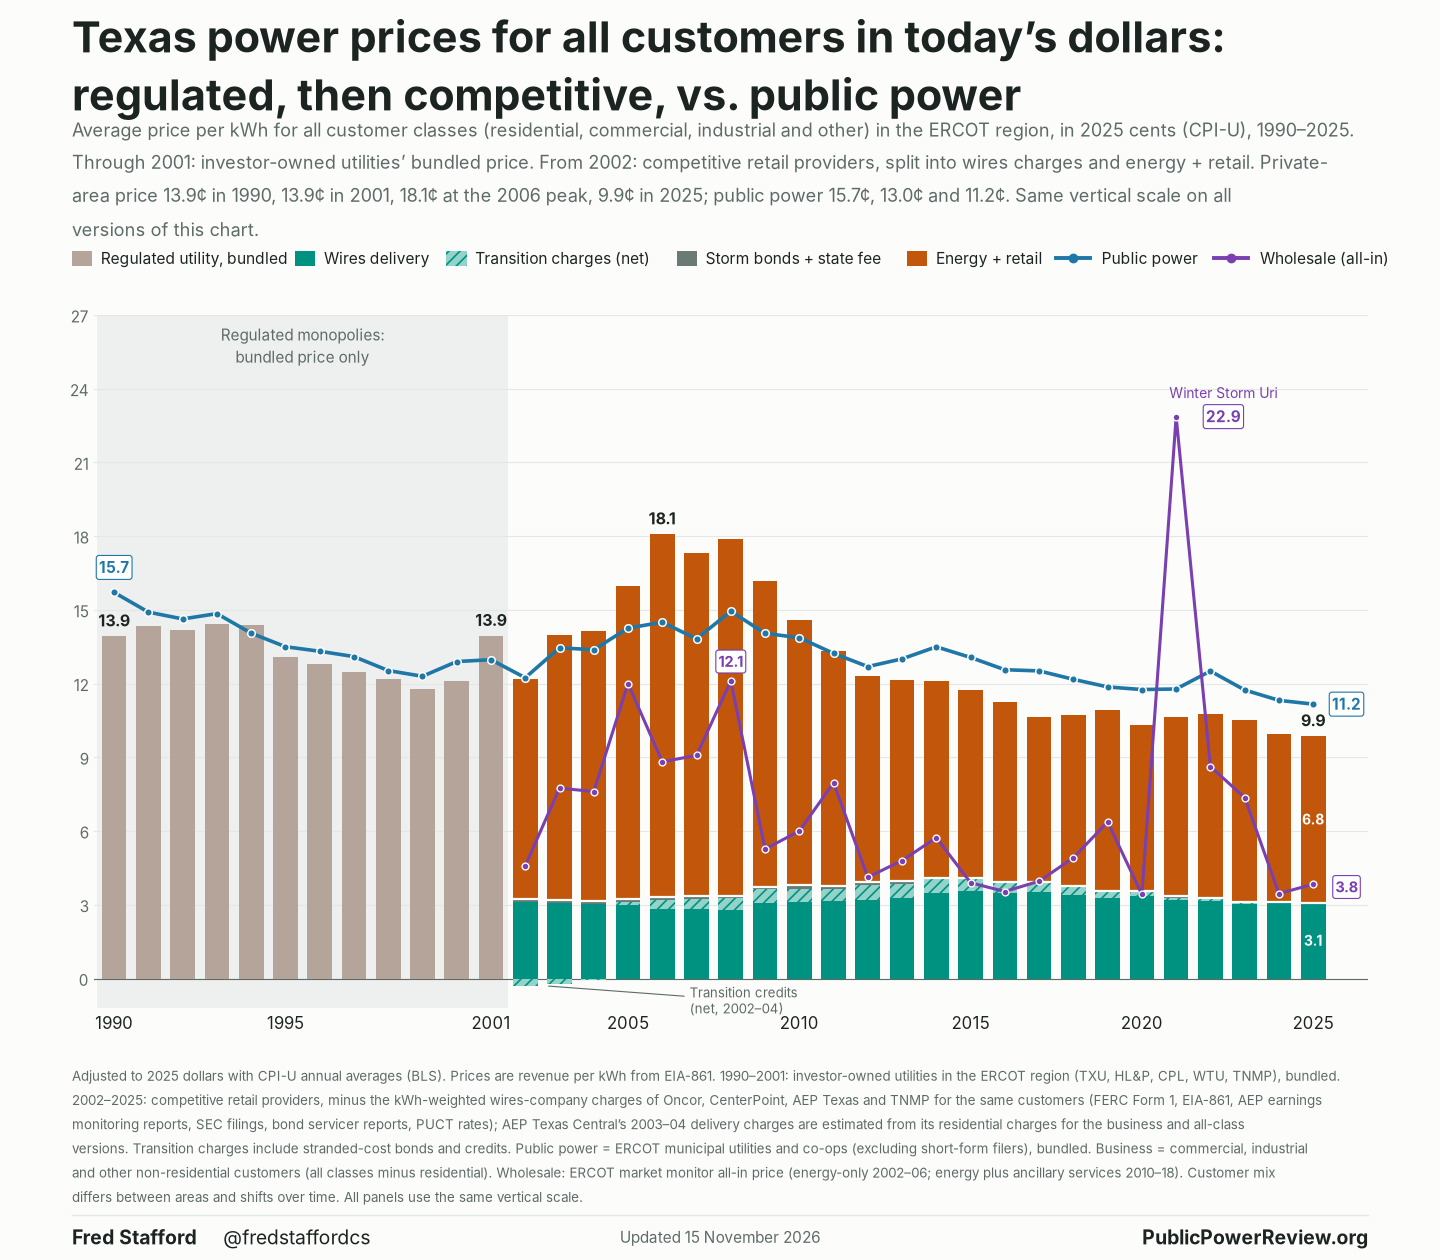 Texas power prices for all customers in today’s dollars:
regulated, then competitive, vs. public power
Average price per kWh for all customer classes (residential, commercial, industrial and other) in the ERCOT region, in 2025 cents (CPI-U), 1990–2025.
Through 2001: investor-owned utilities’ bundled price. From 2002: competitive retail providers, split into wires charges and energy + retail. Private-
area price 13.9¢ in 1990, 13.9¢ in 2001, 18.1¢ at the 2006 peak, 9.9¢ in 2025; public power 15.7¢, 13.0¢ and 11.2¢. Same vertical scale on all
versions of this chart.
Regulated utility, bundled Wires delivery Transition charges (net) Storm bonds + state fee Energy + retail Public power Wholesale (all-in)
27
Regulated monopolies:
bundled price only
24
Winter Storm Uri
22.9
21
18.1
18
15.7
15
13.9
13.9
12.1
12
11.2
9.9
9
6.8
6
3.8
3
3.1
0
Transition credits
(net, 2002–04)
1990 1995 2001 2005 2010 2015 2020 2025
Adjusted to 2025 dollars with CPI-U annual averages (BLS). Prices are revenue per kWh from EIA-861. 1990–2001: investor-owned utilities in the ERCOT region (TXU, HL&P, CPL, WTU, TNMP), bundled.
2002–2025: competitive retail providers, minus the kWh-weighted wires-company charges of Oncor, CenterPoint, AEP Texas and TNMP for the same customers (FERC Form 1, EIA-861, AEP earnings
monitoring reports, SEC filings, bond servicer reports, PUCT rates); AEP Texas Central’s 2003–04 delivery charges are estimated from its residential charges for the business and all-class
versions. Transition charges include stranded-cost bonds and credits. Public power = ERCOT municipal utilities and co-ops (excluding short-form filers), bundled. Business = commercial, industrial
and other non-residential customers (all classes minus residential). Wholesale: ERCOT market monitor all-in price (energy-only 2002–06; energy plus ancillary services 2010–18). Customer mix
differs between areas and shifts over time. All panels use the same vertical scale.
Fred Stafford @fredstaffordcs Updated 15 November 2026 PublicPowerReview.org